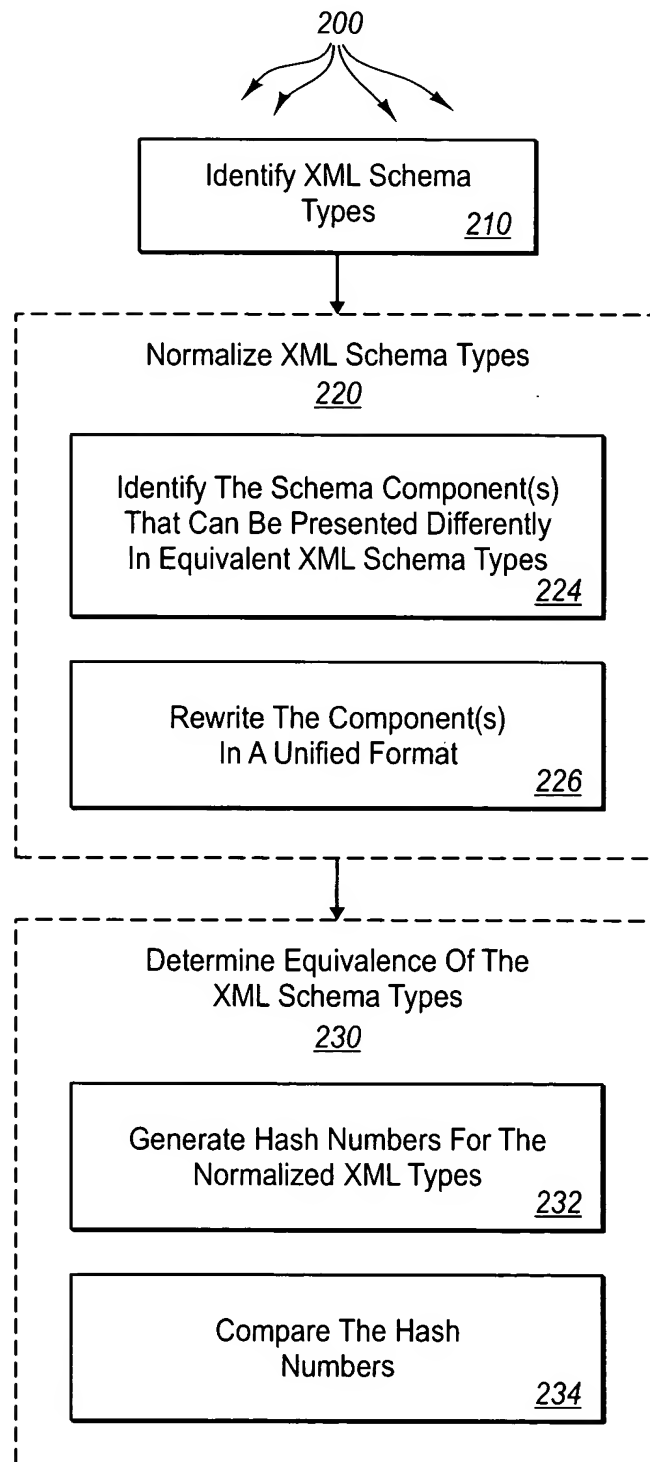 200
Identify XML Schema
Types
210
Normalize XML Schema Types
220
Identify The Schema Component(s)
That Can Be Presented Differently
In Equivalent XML Schema Types
224
Rewrite The Component(s)
In A Unified Format
226
Determine Equivalence Of The
XML Schema Types
230
Generate Hash Numbers For The
Normalized XML Types
232
Compare The Hash
Numbers
234